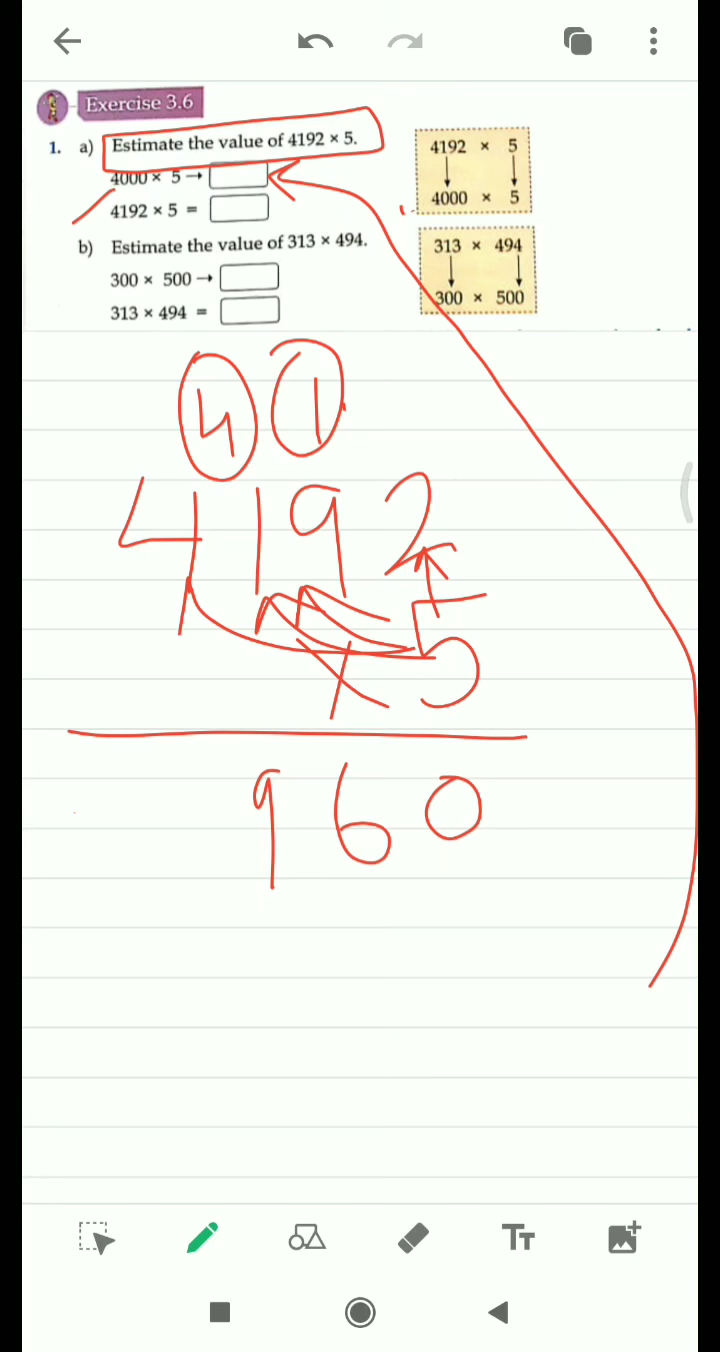 Exercise 3.6
1. a) Estimate the value of 4192 × 5.
4000 × 5 →
4192 × 5 =
4192 × 5
4000 × 5
b) Estimate the value of 313 × 494.
300 × 500 →
313 × 494 =
313 × 494
300 × 500
4 1
4192
× 5
960
TT